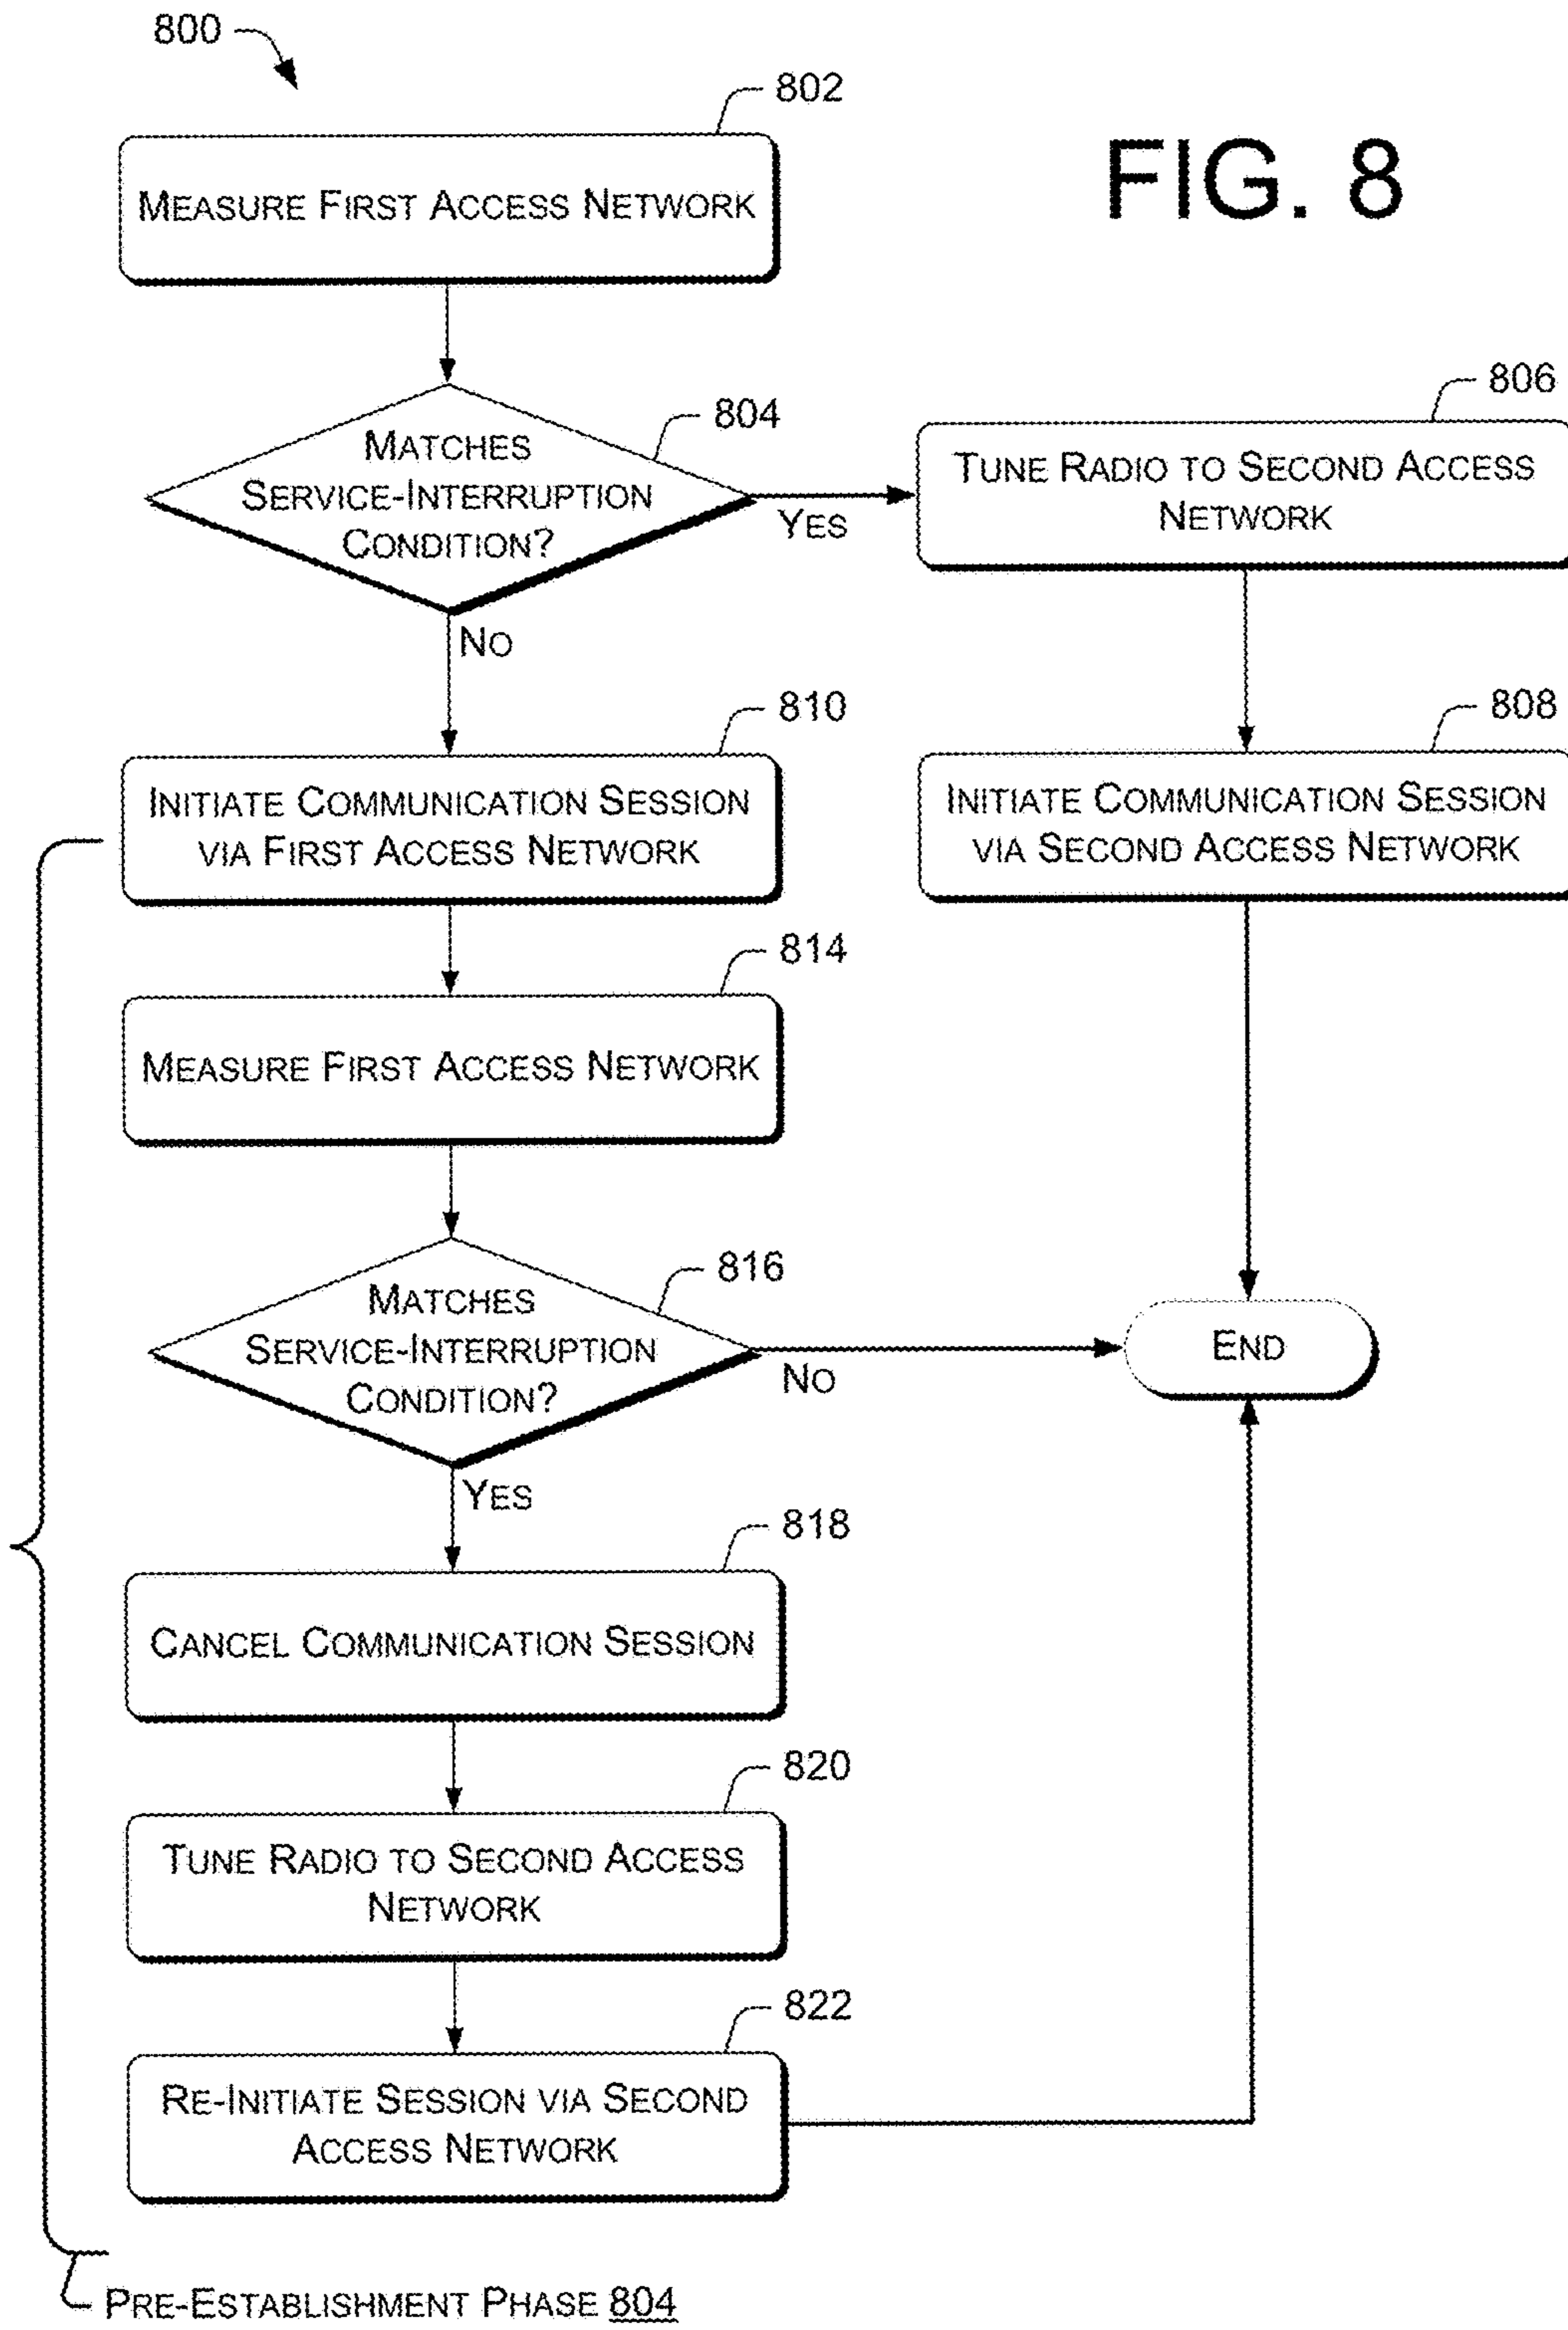 800
802
FIG. 8
MEASURE FIRST ACCESS NETWORK
804
MATCHES
SERVICE-INTERRUPTION
CONDITION?
YES
NO
806
TUNE RADIO TO SECOND ACCESS
NETWORK
810
INITIATE COMMUNICATION SESSION
VIA FIRST ACCESS NETWORK
808
INITIATE COMMUNICATION SESSION
VIA SECOND ACCESS NETWORK
814
MEASURE FIRST ACCESS NETWORK
816
MATCHES
SERVICE-INTERRUPTION
CONDITION?
NO
YES
END
818
CANCEL COMMUNICATION SESSION
820
TUNE RADIO TO SECOND ACCESS
NETWORK
822
RE-INITIATE SESSION VIA SECOND
ACCESS NETWORK
PRE-ESTABLISHMENT PHASE 804